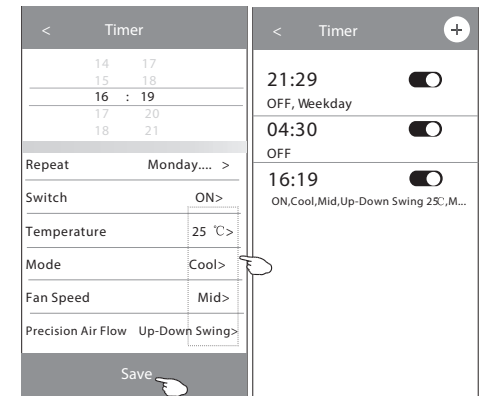 < Timer
14 17
15 18
16 : 19
17 20
18 21
Repeat Monday.... >
Switch ON>
Temperature 25 ℃>
Mode Cool>
Fan Speed Mid>
Precision Air Flow Up-Down Swing>
Save
< Timer +
21:29
OFF, Weekday
04:30
OFF
16:19
ON,Cool,Mid,Up-Down Swing 25℃,M...